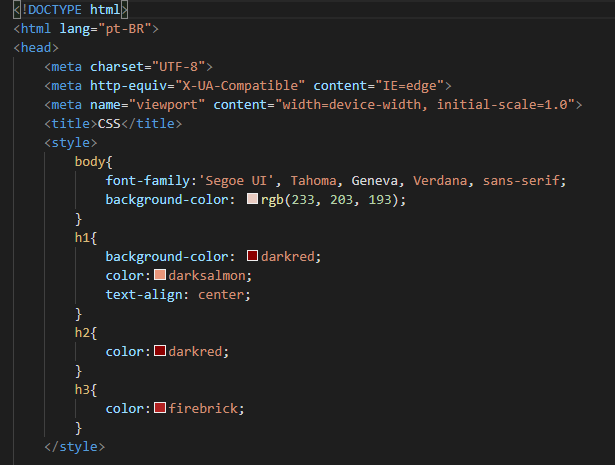 <!DOCTYPE html>
<html lang="pt-BR">
<head>
    <meta charset="UTF-8">
    <meta http-equiv="X-UA-Compatible" content="IE=edge">
    <meta name="viewport" content="width=device-width, initial-scale=1.0">
    <title>CSS</title>
    <style>
        body{
            font-family:'Segoe UI', Tahoma, Geneva, Verdana, sans-serif;
            background-color: rgb(233, 203, 193);
        }
        h1{
            background-color: darkred;
            color:darksalmon;
            text-align: center;
        }
        h2{
            color:darkred;
        }
        h3{
            color:firebrick;
        }
    </style>